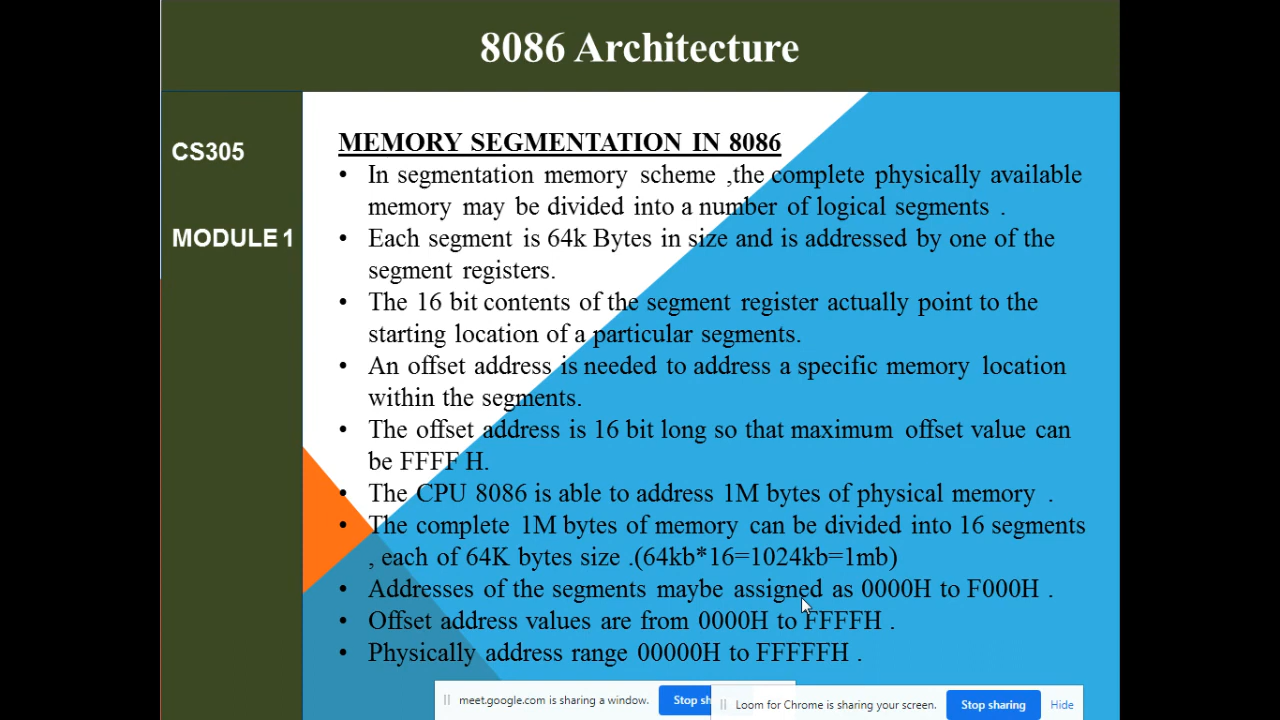 8086 Architecture
CS305
MODULE 1
MEMORY SEGMENTATION IN 8086
• In segmentation memory scheme ,the complete physically available
memory may be divided into a number of logical segments .
• Each segment is 64k Bytes in size and is addressed by one of the
segment registers.
• The 16 bit contents of the segment register actually point to the
starting location of a particular segments.
• An offset address is needed to address a specific memory location
within the segments.
• The offset address is 16 bit long so that maximum offset value can
be FFFF H.
• The CPU 8086 is able to address 1M bytes of physical memory .
• The complete 1M bytes of memory can be divided into 16 segments
, each of 64K bytes size .(64kb*16=1024kb=1mb)
• Addresses of the segments maybe assigned as 0000H to F000H .
• Offset address values are from 0000H to FFFFH .
• Physically address range 00000H to FFFFFH .
meet.google.com is sharing a window. Stop sh
Loom for Chrome is sharing your screen. Stop sharing Hide